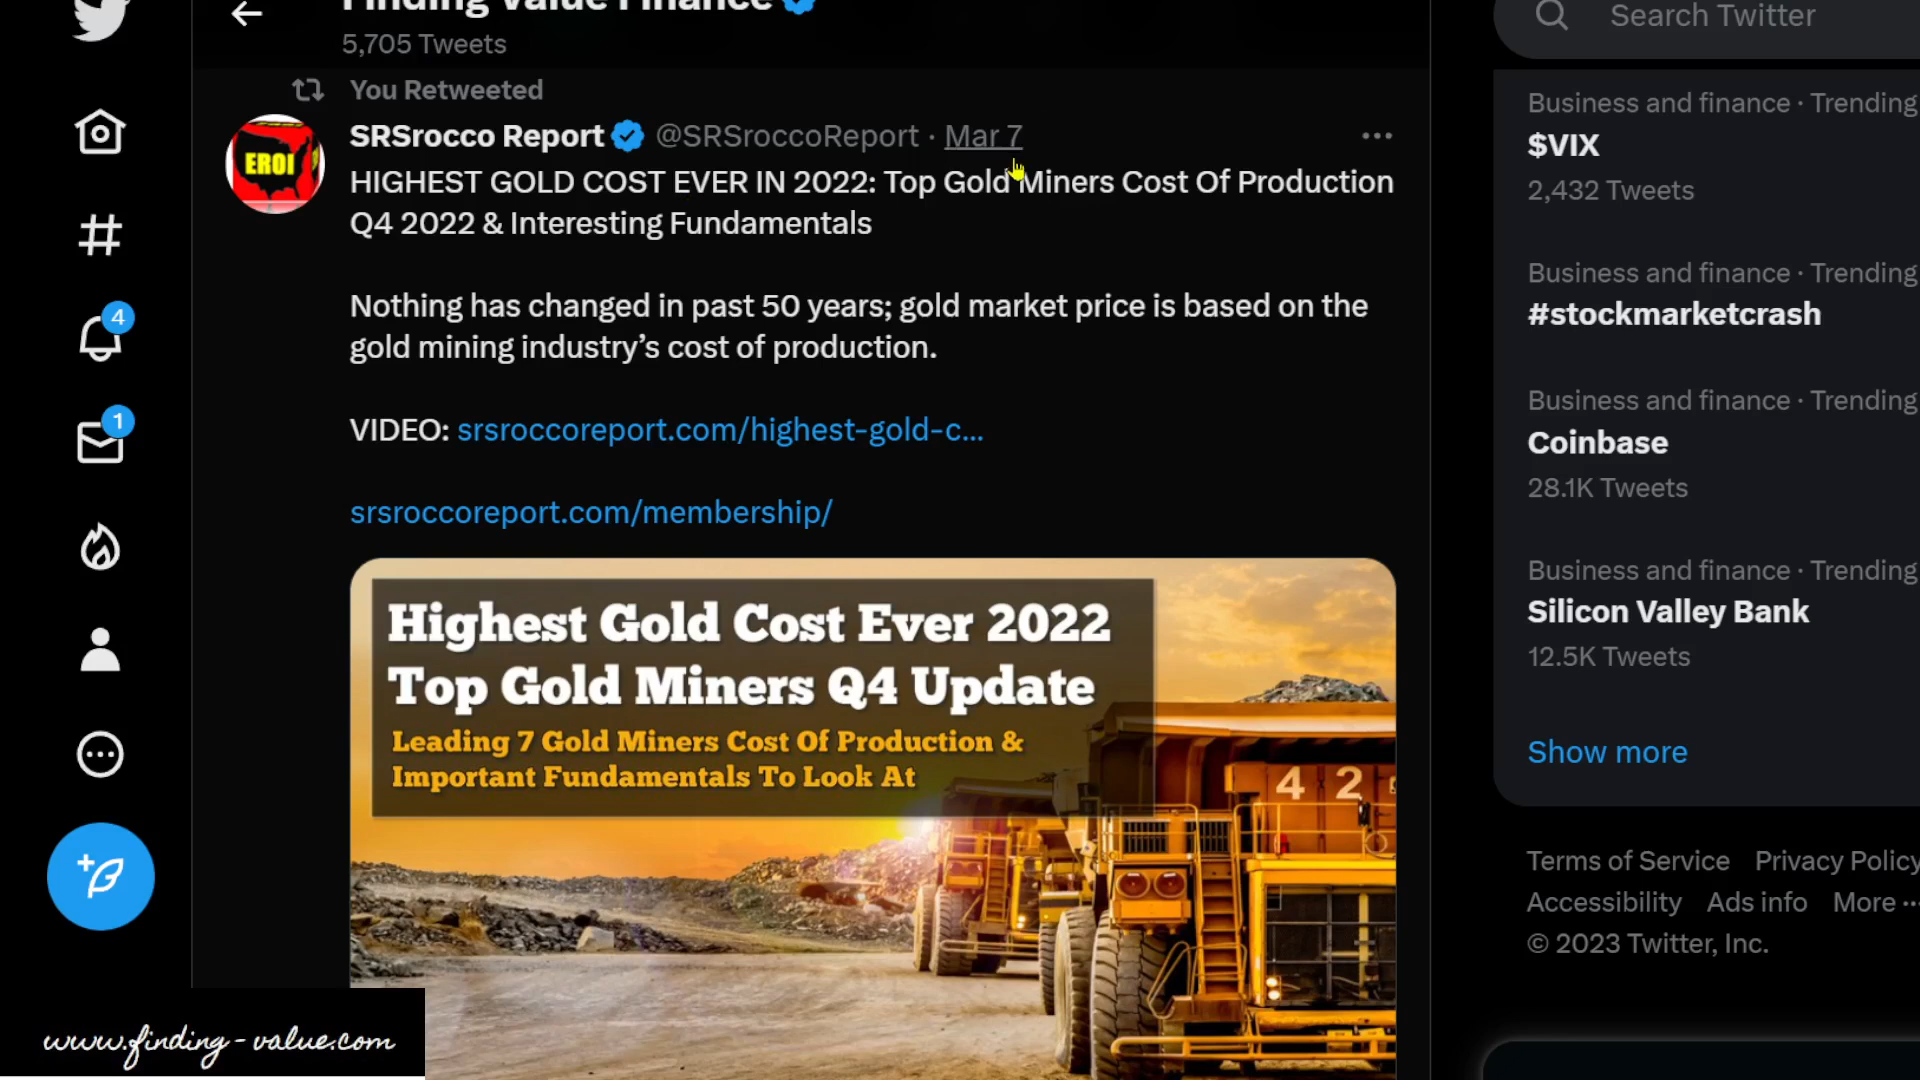 Finding Value Finance
5,705 Tweets
You Retweeted
SRSrocco Report @SRSroccoReport · Mar 7
HIGHEST GOLD COST EVER IN 2022: Top Gold Miners Cost Of Production
Q4 2022 & Interesting Fundamentals
Nothing has changed in past 50 years; gold market price is based on the
gold mining industry’s cost of production.
VIDEO: srsroccoreport.com/highest-gold-c...
srsroccoreport.com/membership/
EROI
Highest Gold Cost Ever 2022
Top Gold Miners Q4 Update
Leading 7 Gold Miners Cost Of Production &
Important Fundamentals To Look At
42
4
1
www.finding-value.com
Search Twitter
Business and finance · Trending
$VIX
2,432 Tweets
Business and finance · Trending
#stockmarketcrash
Business and finance · Trending
Coinbase
28.1K Tweets
Business and finance · Trending
Silicon Valley Bank
12.5K Tweets
Show more
Terms of Service Privacy Policy
Accessibility Ads info More ...
© 2023 Twitter, Inc.